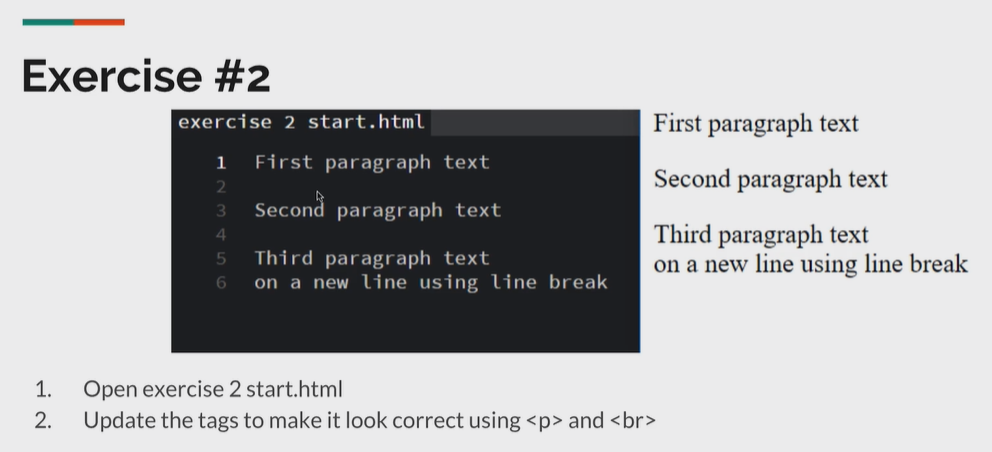 Exercise #2
exercise 2 start.html
1 First paragraph text
2
3 Second paragraph text
4
5 Third paragraph text
6 on a new line using line break
First paragraph text
Second paragraph text
Third paragraph text
on a new line using line break
1. Open exercise 2 start.html
2. Update the tags to make it look correct using <p> and <br>